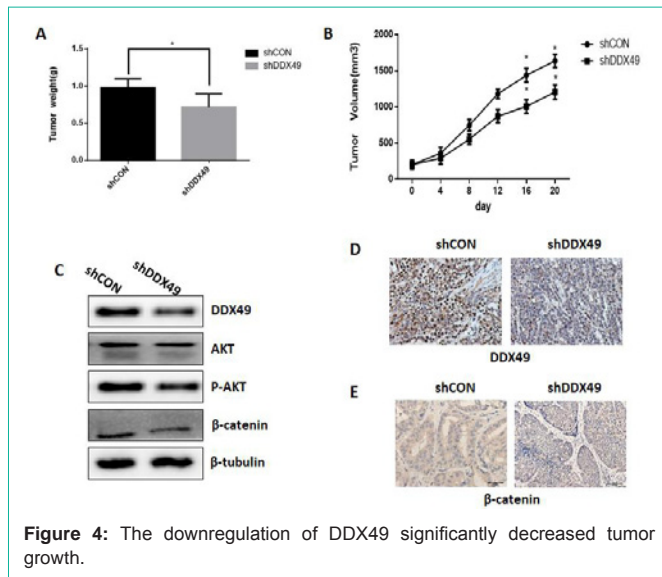 A
*
shCON
shDDX49
Tumor weight(g)
1.5
1.0
0.5
0.0
shCON
shDDX49
B
shCON
shDDX49
Tumor Volume(mm3)
2000
1500
1000
500
0
* *
* *
0 4 8 12 16 20
day
C
shCON shDDX49
DDX49
AKT
P-AKT
β-catenin
β-tubulin
D
shCON shDDX49
DDX49
E
shCON shDDX49
β-catenin
Figure 4: The downregulation of DDX49 significantly decreased tumor
growth.